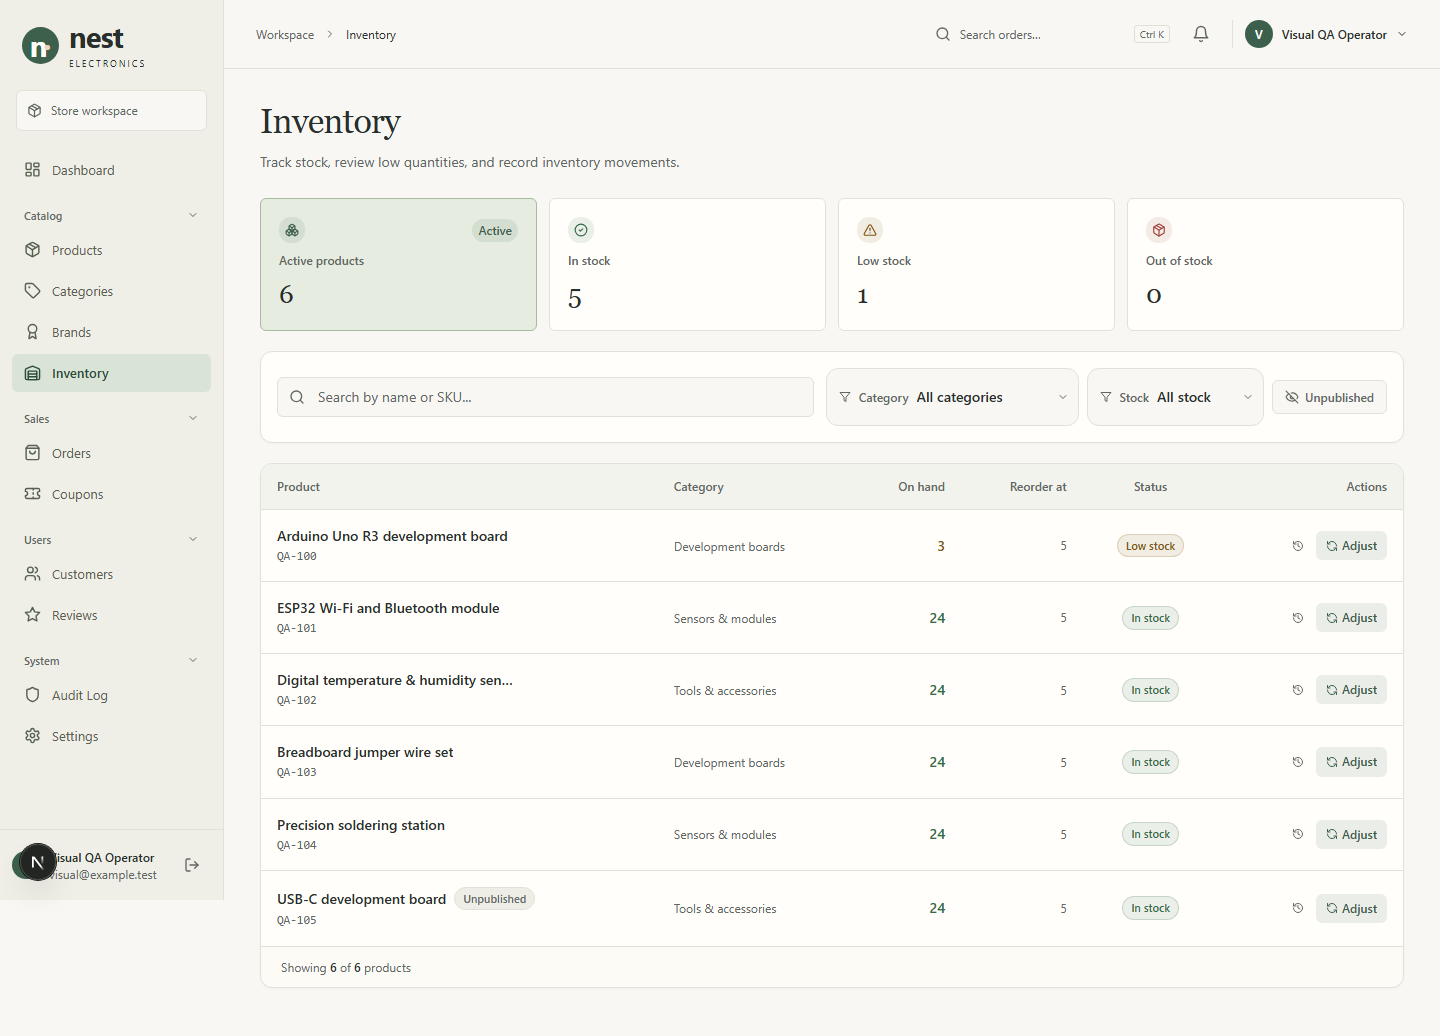 nest
ELECTRONICS
Store workspace
Dashboard
Catalog
Products
Categories
Brands
Inventory
Sales
Orders
Coupons
Users
Customers
Reviews
System
Audit Log
Settings
N
isual QA Operator
visual@example.test
Workspace > Inventory
Search orders...
Ctrl K
V
Visual QA Operator
Inventory
Track stock, review low quantities, and record inventory movements.
Active
Active products
6
In stock
5
Low stock
1
Out of stock
0
Search by name or SKU...
Category All categories
Stock All stock
Unpublished
Product Category On hand Reorder at Status Actions
Arduino Uno R3 development board
QA-100
Development boards 3 5 Low stock Adjust
ESP32 Wi-Fi and Bluetooth module
QA-101
Sensors & modules 24 5 In stock Adjust
Digital temperature & humidity sen...
QA-102
Tools & accessories 24 5 In stock Adjust
Breadboard jumper wire set
QA-103
Development boards 24 5 In stock Adjust
Precision soldering station
QA-104
Sensors & modules 24 5 In stock Adjust
USB-C development board Unpublished
QA-105
Tools & accessories 24 5 In stock Adjust
Showing 6 of 6 products